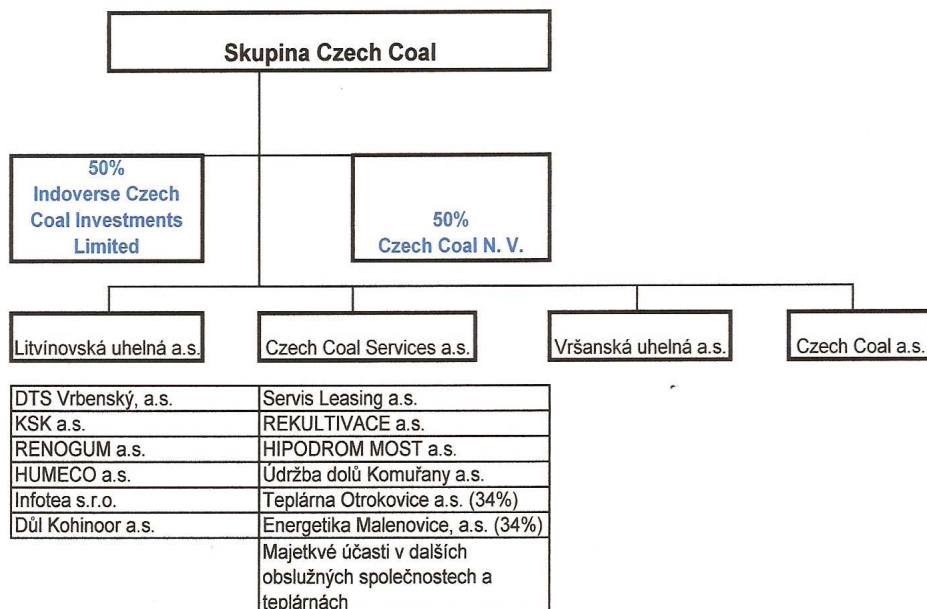 Skupina Czech Coal
50%
Indoverse Czech
Coal Investments
Limited
50%
Czech Coal N. V.
Litvínovská uhelná a.s.
Czech Coal Services a.s.
Vršanská uhelná a.s.
Czech Coal a.s.
DTS Vrbenský, a.s.
Servis Leasing a.s.
KSK a.s.
REKULTIVACE a.s.
RENOGUM a.s.
HIPODROM MOST a.s.
HUMECO a.s.
Údržba dolů Komuřany a.s.
Infotea s.r.o.
Teplárna Otrokovice a.s. (34%)
Důl Kohinoor a.s.
Energetika Malenovice, a.s. (34%)
Majetkvé účasti v dalších
obslužných společnostech a
teplárnách